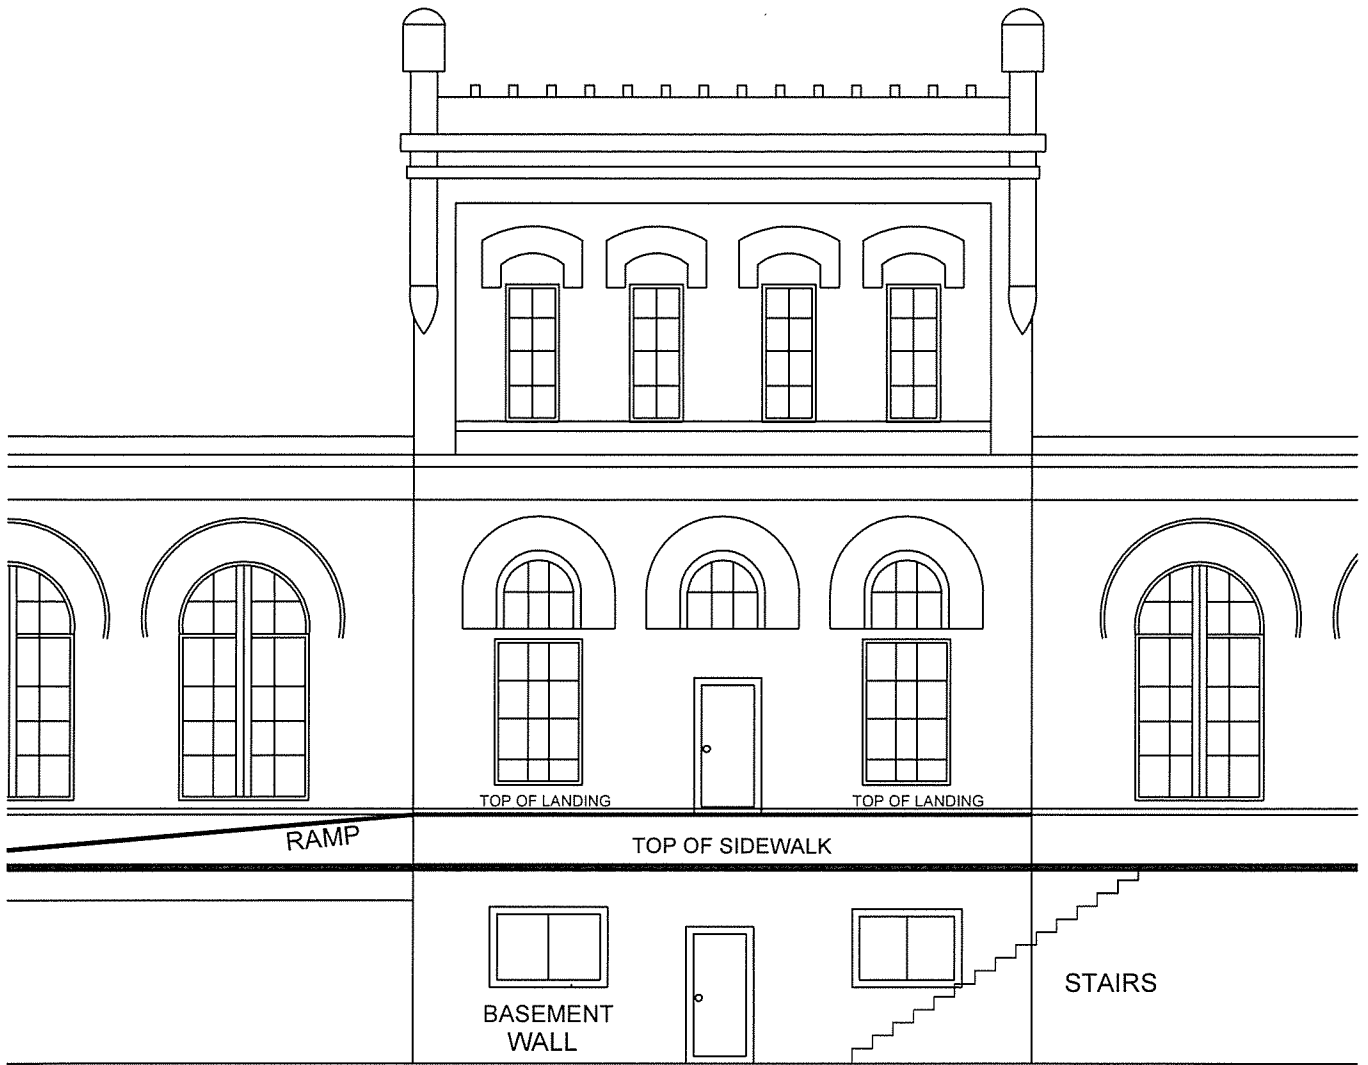 TOP OF LANDING
TOP OF LANDING
RAMP
TOP OF SIDEWALK
STAIRS
BASEMENT
WALL